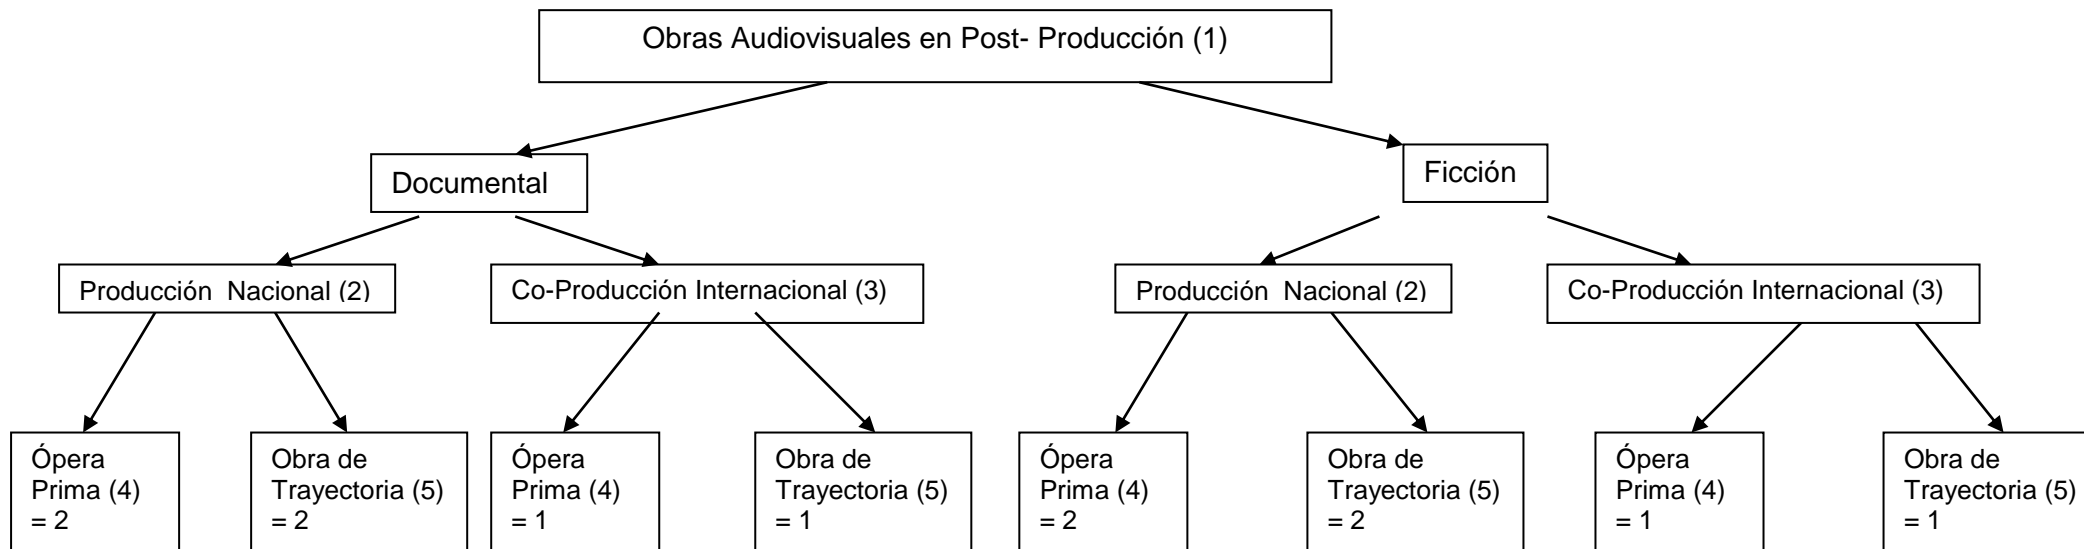 Obras Audiovisuales en Post- Producción (1)
Documental
Ficción
Producción Nacional (2)
Co-Producción Internacional (3)
Producción Nacional (2)
Co-Producción Internacional (3)
Ópera
Prima (4)
= 2
Obra de
Trayectoria (5)
= 2
Ópera
Prima (4)
= 1
Obra de
Trayectoria (5)
= 1
Ópera
Prima (4)
= 2
Obra de
Trayectoria (5)
= 2
Ópera
Prima (4)
= 1
Obra de
Trayectoria (5)
= 1